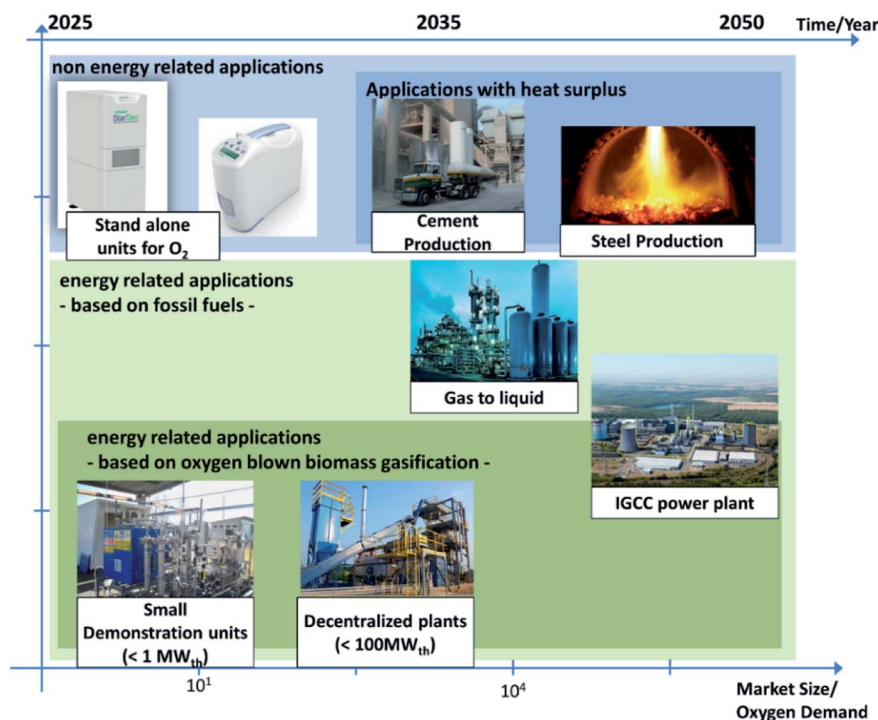 2025
2035
2050
Time/Year
non energy related applications
Applications with heat surplus
StarGen
Stand alone
units for O₂
Cement
Production
Steel Production
energy related applications
- based on fossil fuels -
Gas to liquid
energy related applications
- based on oxygen blown biomass gasification -
IGCC power plant
Small
Demonstration units
(< 1 MWₜₕ)
Decentralized plants
(< 100MWₜₕ)
10¹
10⁴
Market Size/
Oxygen Demand